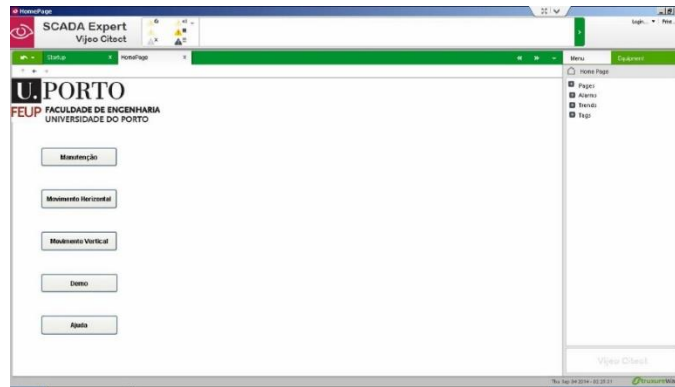 HomePage
SCADA Expert
Vijeo Citect
Login...
Startup
HomePage
Menu
Equipment
Home Page
Pages
Alarms
Trends
Tags
U.PORTO
FEUP FACULDADE DE ENGENHARIA
UNIVERSIDADE DO PORTO
Manutenção
Movimento Horizontal
Movimento Vertical
Demo
Ajuda
Vijeo Citect